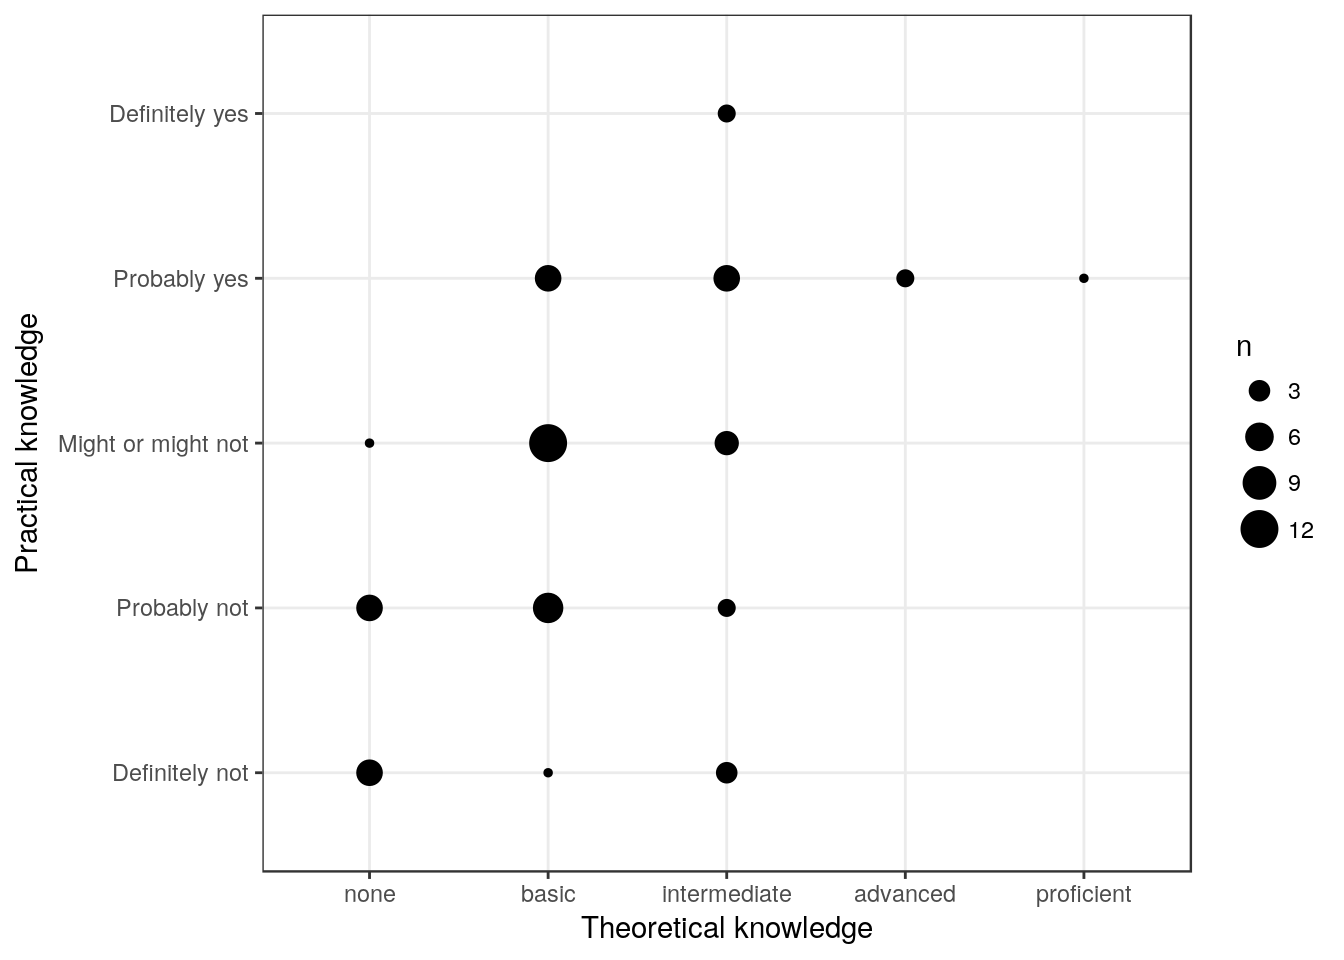 Definitely yes
Probably yes
Might or might not
Probably not
Definitely not
Practical knowledge
none
basic
intermediate
advanced
proficient
Theoretical knowledge
n
3
6
9
12